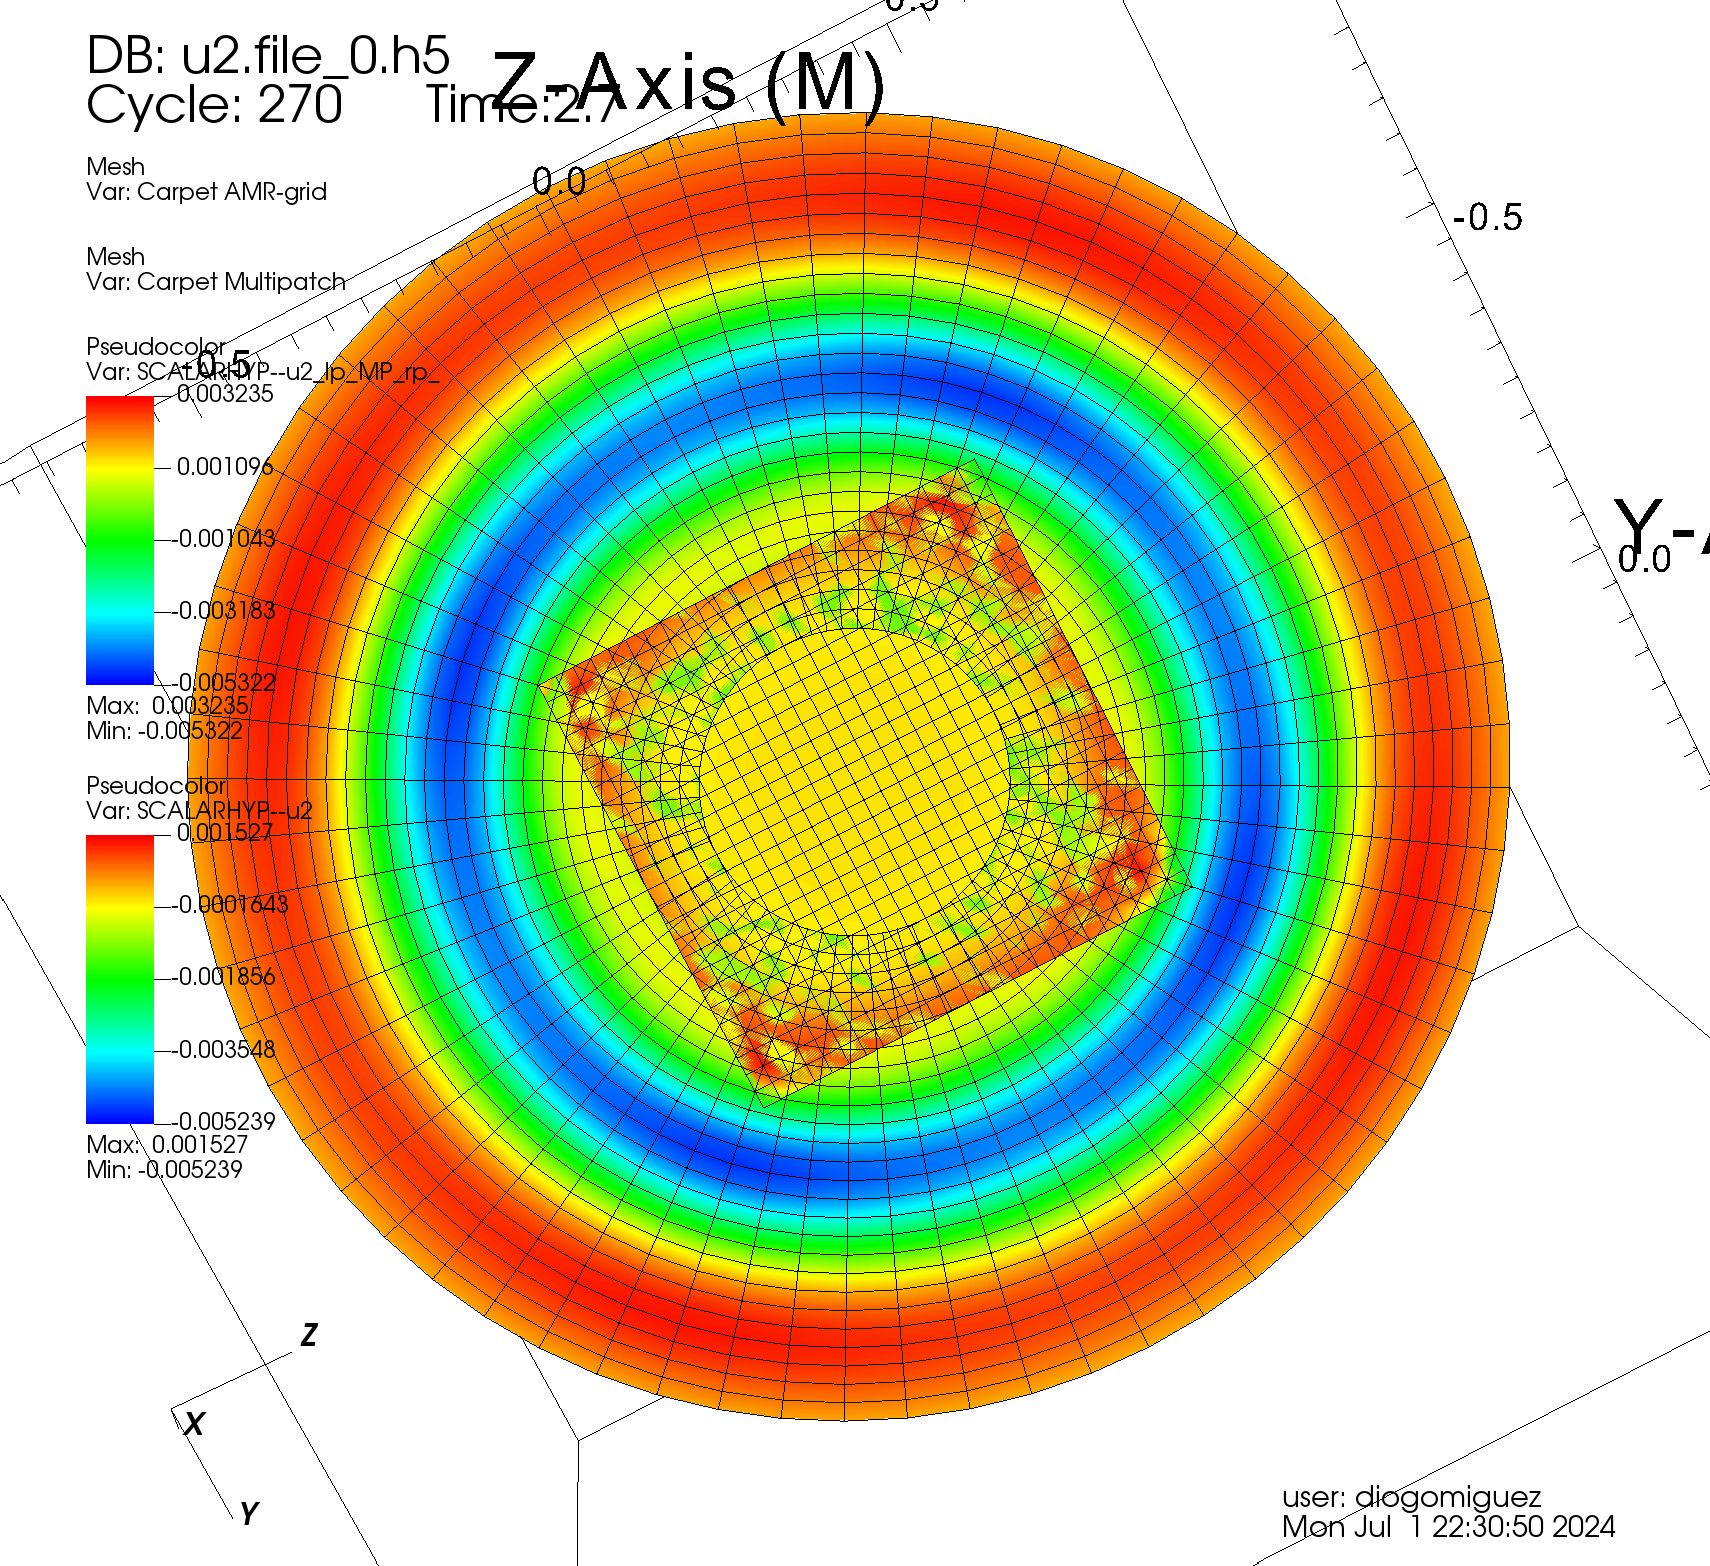 0.5
DB: u2.file_0.h5
Z-Axis (M)
Cycle: 270 Time:2.7
Mesh
Var: Carpet AMR-grid
0.0
-0.5
Mesh
Var: Carpet Multipatch
Pseudocolor
-0.5
Var: SCALARHYP--u2_lp_MP_rp_
0.003235
0.001096
-0.001043
-0.003183
-0.005322
Max: 0.003235
Min: -0.005322
Y-A
0.0
Pseudocolor
Var: SCALARHYP--u2
0.001527
-0.0001643
-0.001856
-0.003548
-0.005239
Max: 0.001527
Min: -0.005239
Z
X
Y
user: diogomiguez
Mon Jul 1 22:30:50 2024